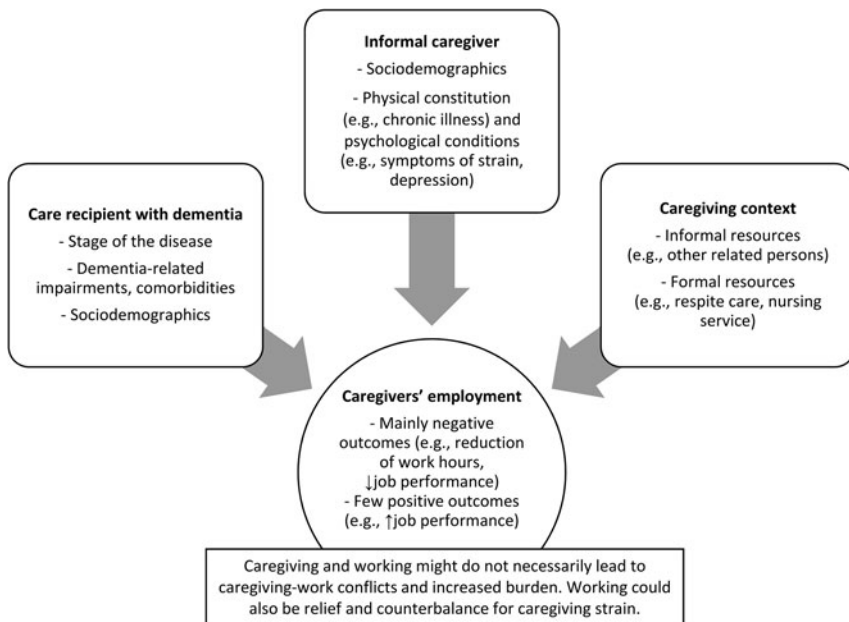 Informal caregiver
- Sociodemographics
- Physical constitution
(e.g., chronic illness) and
psychological conditions
(e.g., symptoms of strain,
depression)
Care recipient with dementia
- Stage of the disease
- Dementia-related
impairments, comorbidities
- Sociodemographics
Caregiving context
- Informal resources
(e.g., other related persons)
- Formal resources
(e.g., respite care, nursing
service)
Caregivers’ employment
- Mainly negative
outcomes (e.g., reduction
of work hours,
↓job performance)
- Few positive outcomes
(e.g., ↑job performance)
Caregiving and working might do not necessarily lead to
caregiving-work conflicts and increased burden. Working could
also be relief and counterbalance for caregiving strain.